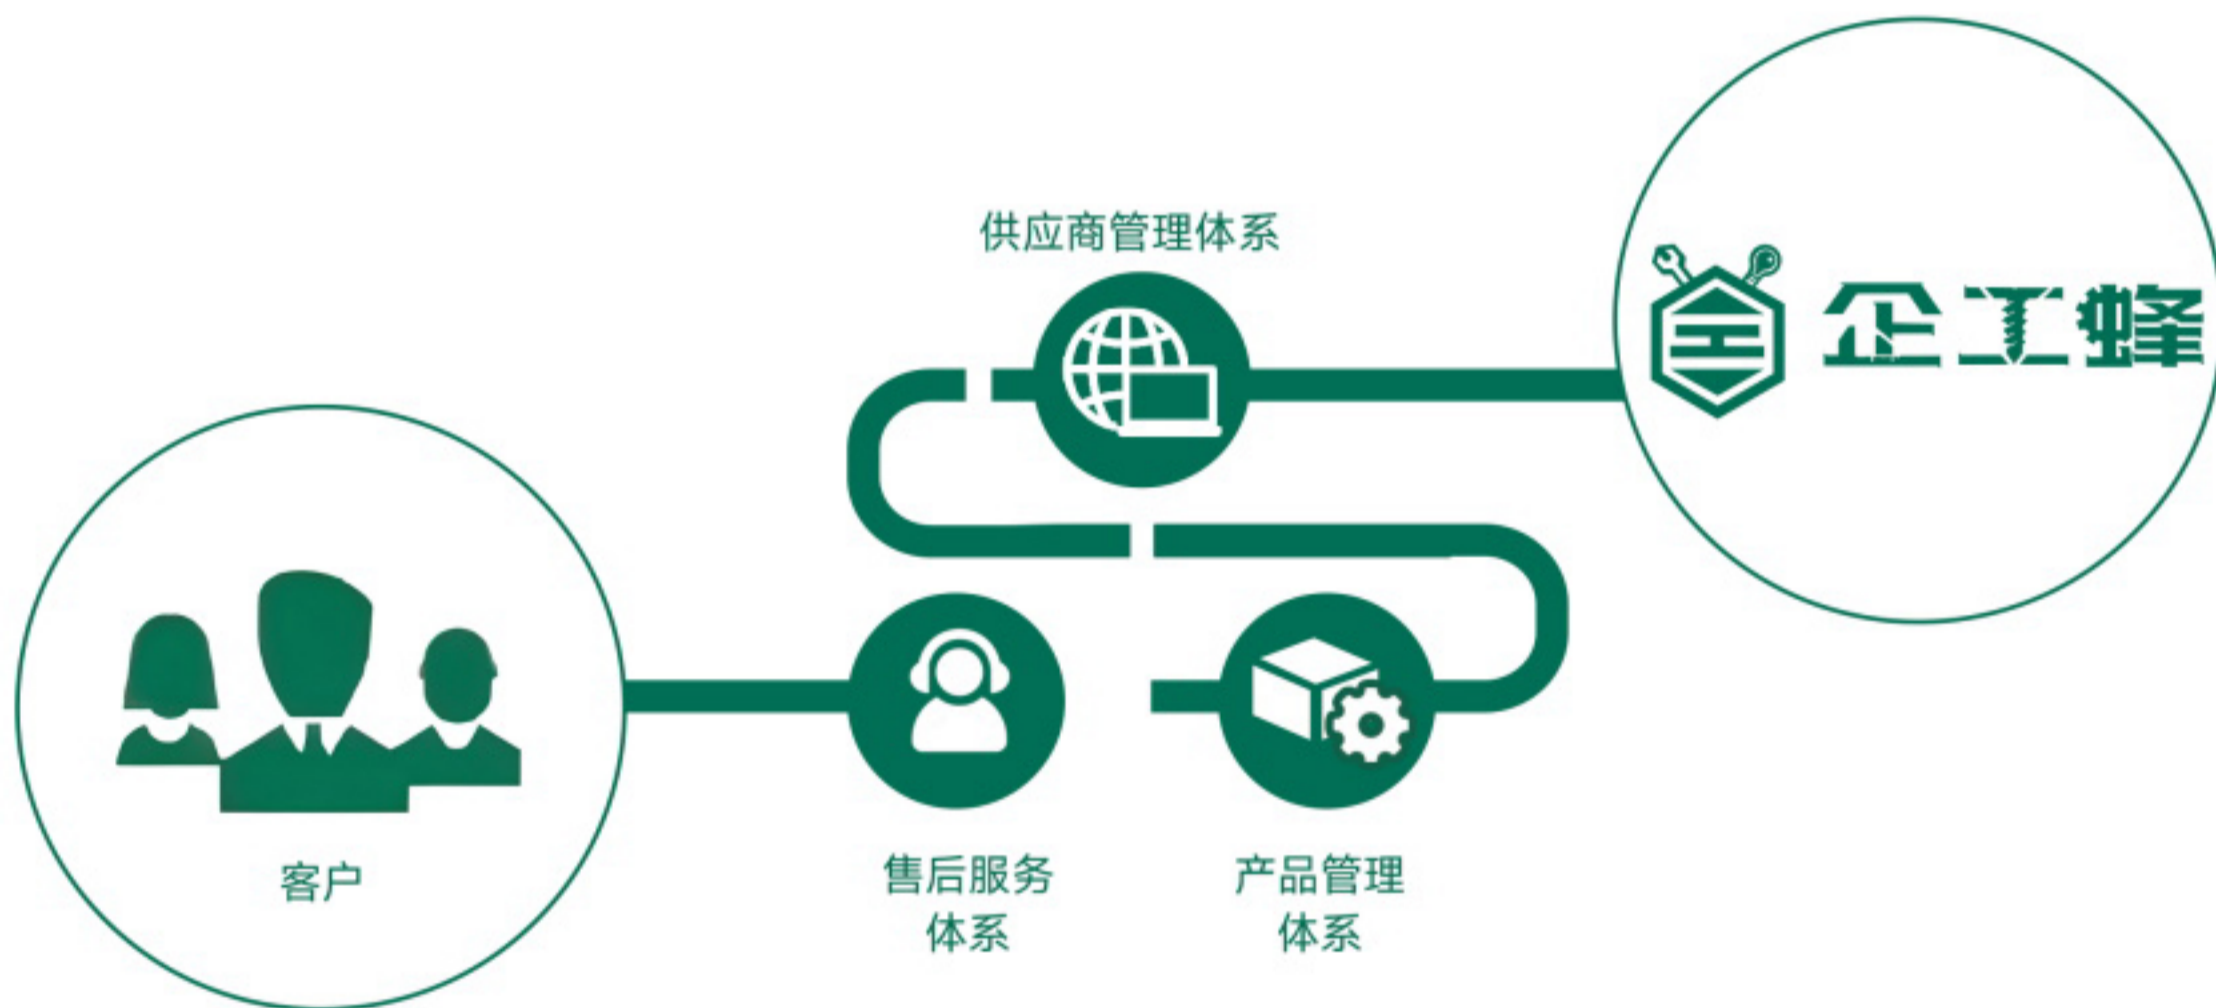 供应商管理体系
企工蜂
客户
售后服务
体系
产品管理
体系